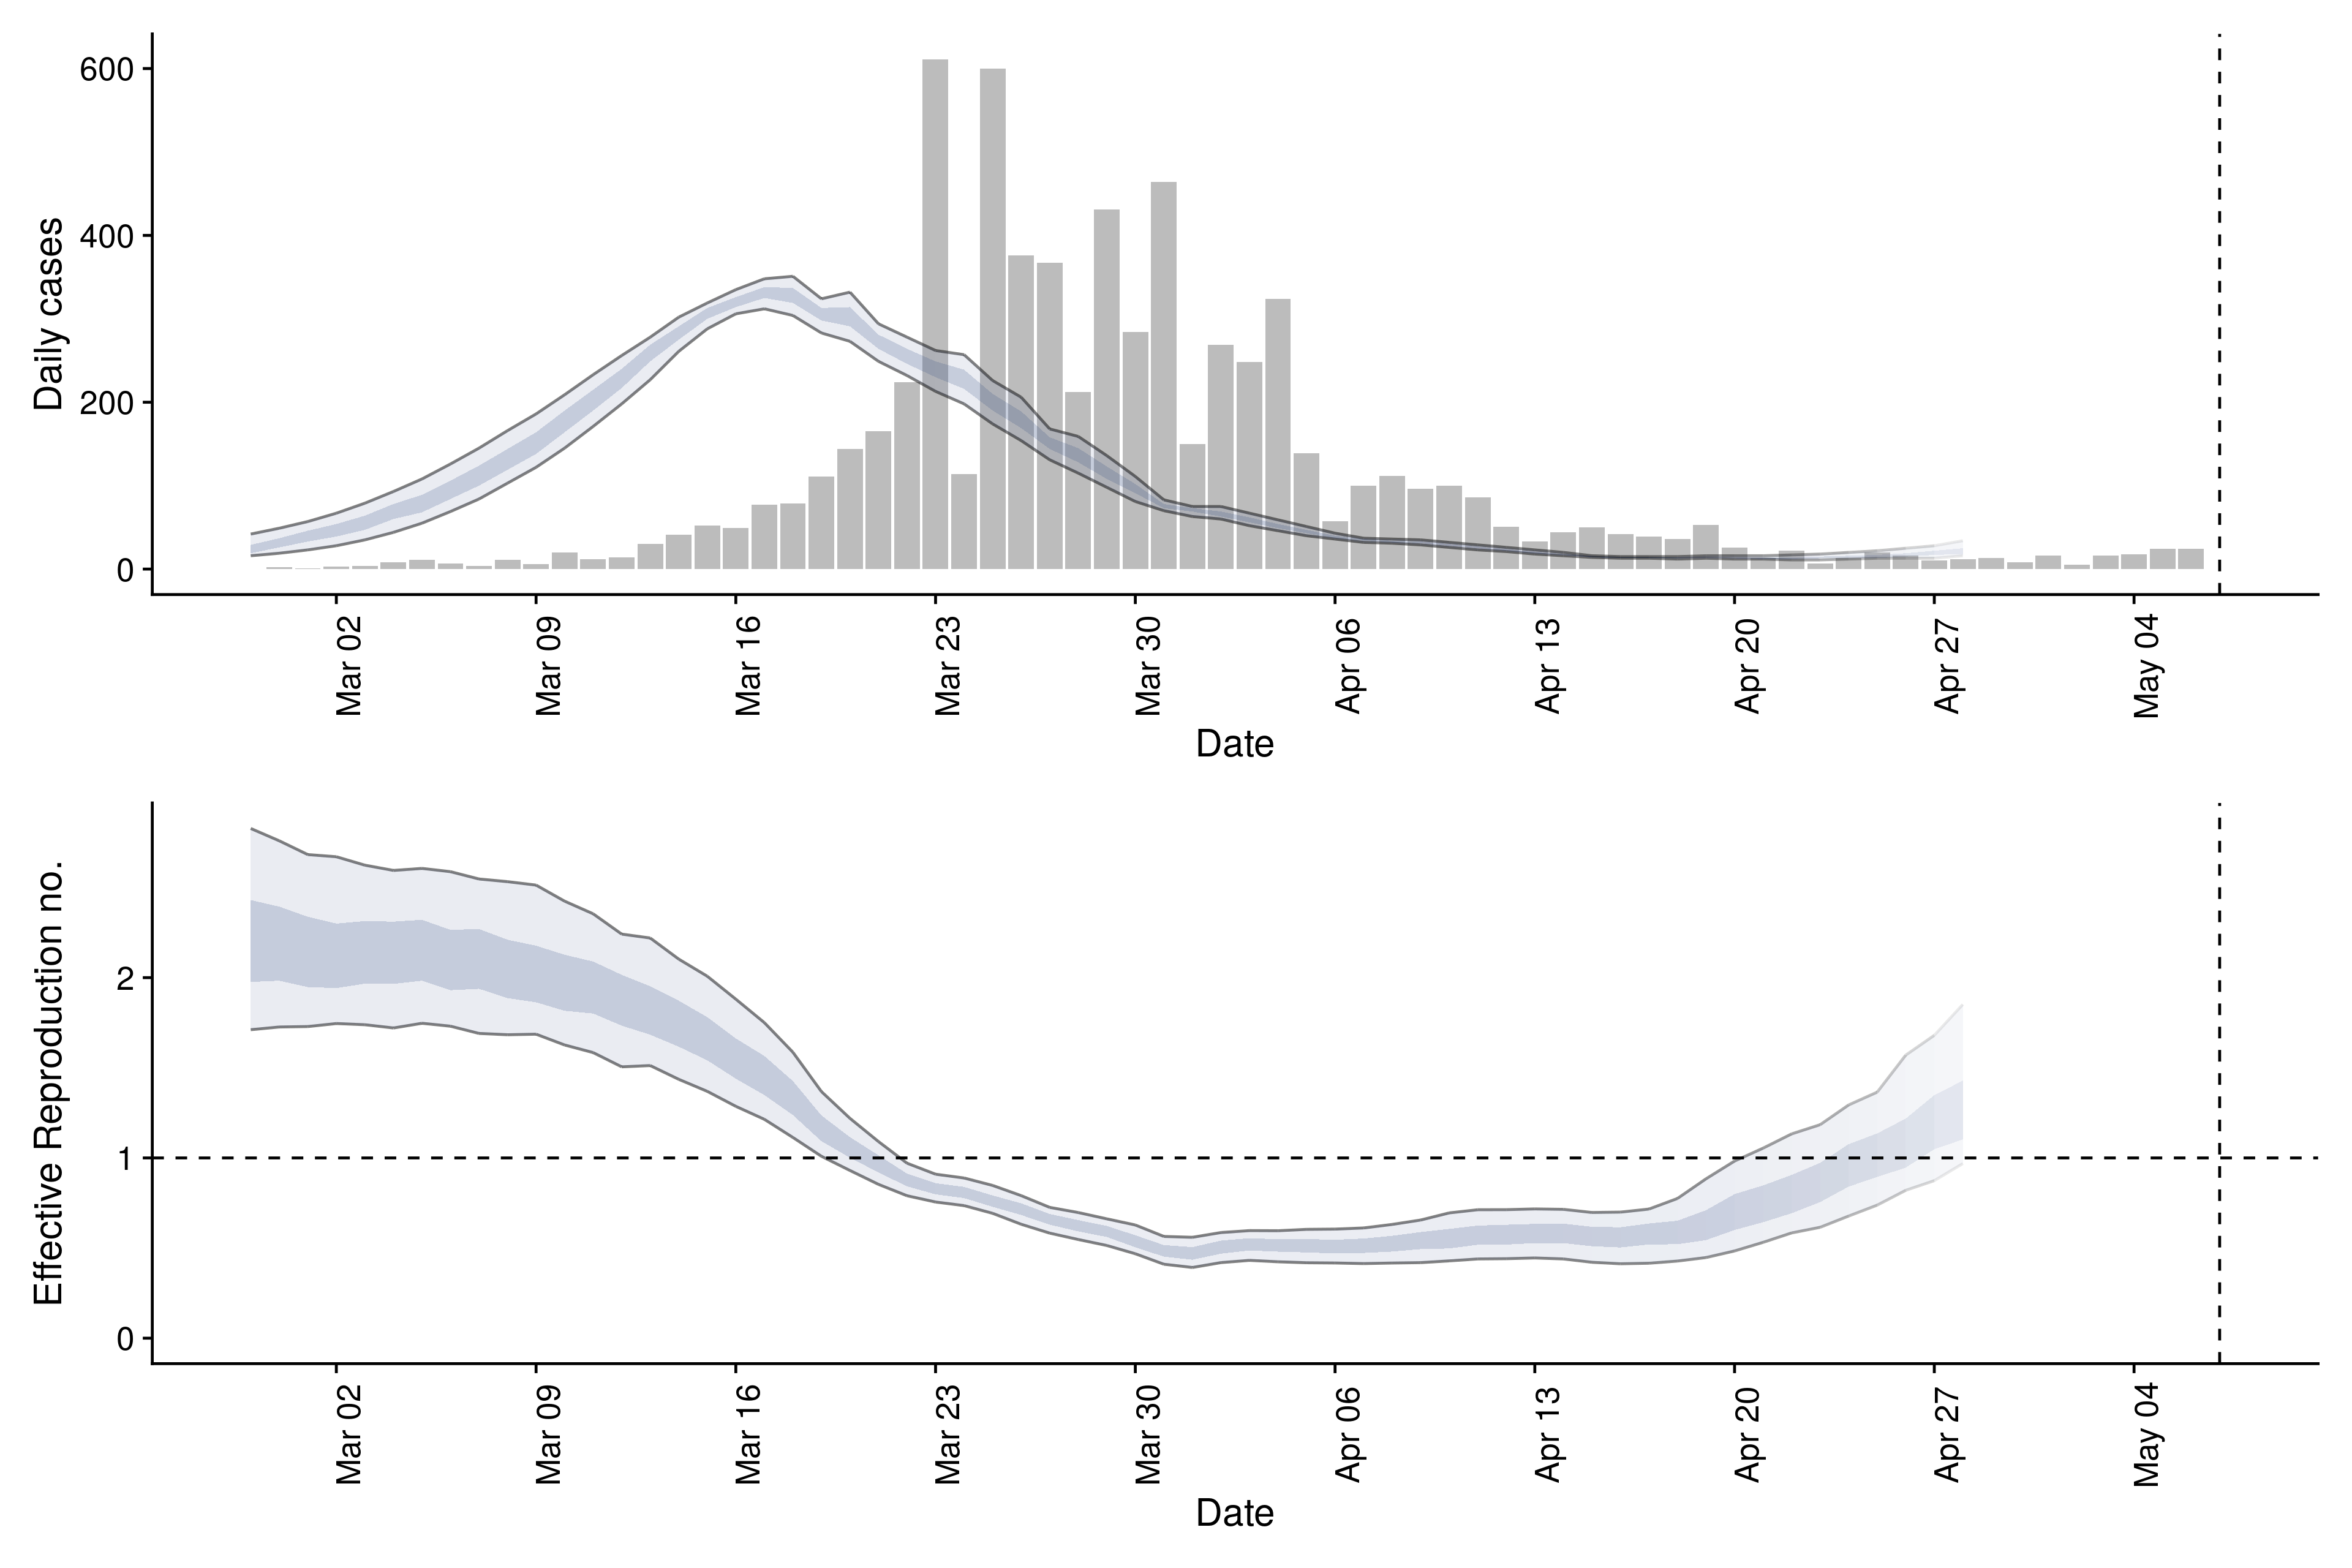 Daily cases
600
400
200
0
Mar 02
Mar 09
Mar 16
Mar 23
Mar 30
Apr 06
Apr 13
Apr 20
Apr 27
May 04
Date
Effective Reproduction no.
2
1
0
Mar 02
Mar 09
Mar 16
Mar 23
Mar 30
Apr 06
Apr 13
Apr 20
Apr 27
May 04
Date